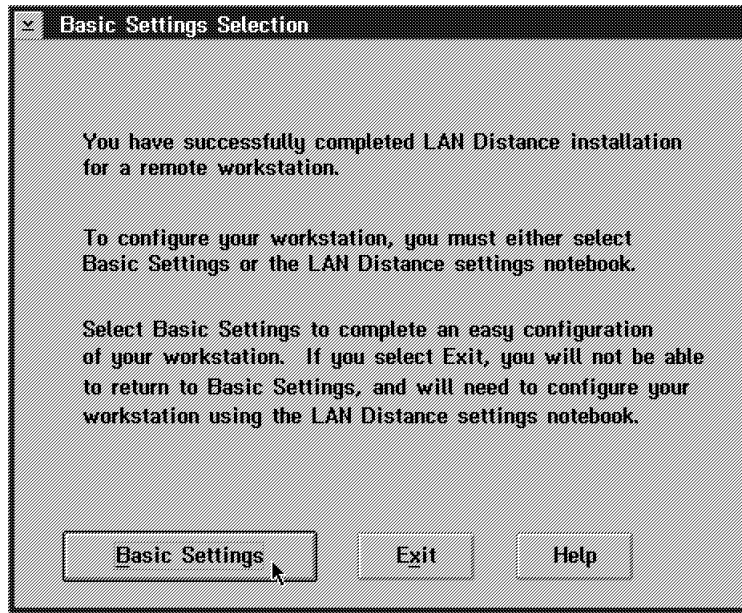 Basic Settings Selection
You have successfully completed LAN Distance installation
for a remote workstation.
To configure your workstation, you must either select
Basic Settings or the LAN Distance settings notebook.
Select Basic Settings to complete an easy configuration
of your workstation. If you select Exit, you will not be able
to return to Basic Settings, and will need to configure your
workstation using the LAN Distance settings notebook.
Basic Settings Exit Help